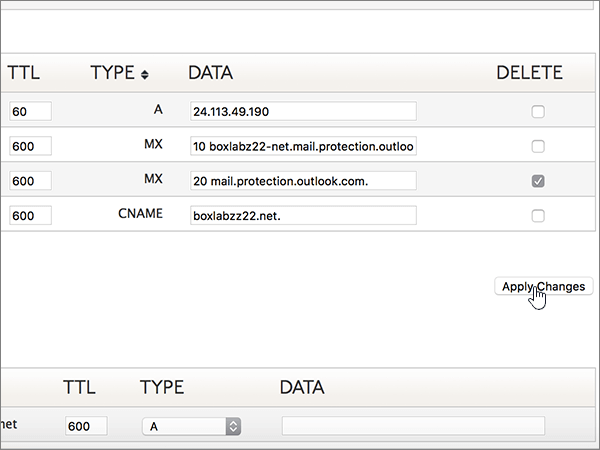 TTL TYPE DATA DELETE
60 A 24.113.49.190
600 MX 10 boxlabz22-net.mail.protection.outloo
600 MX 20 mail.protection.outlook.com.
600 CNAME boxlabzz22.net.
Apply Changes
TTL TYPE DATA
net 600 A